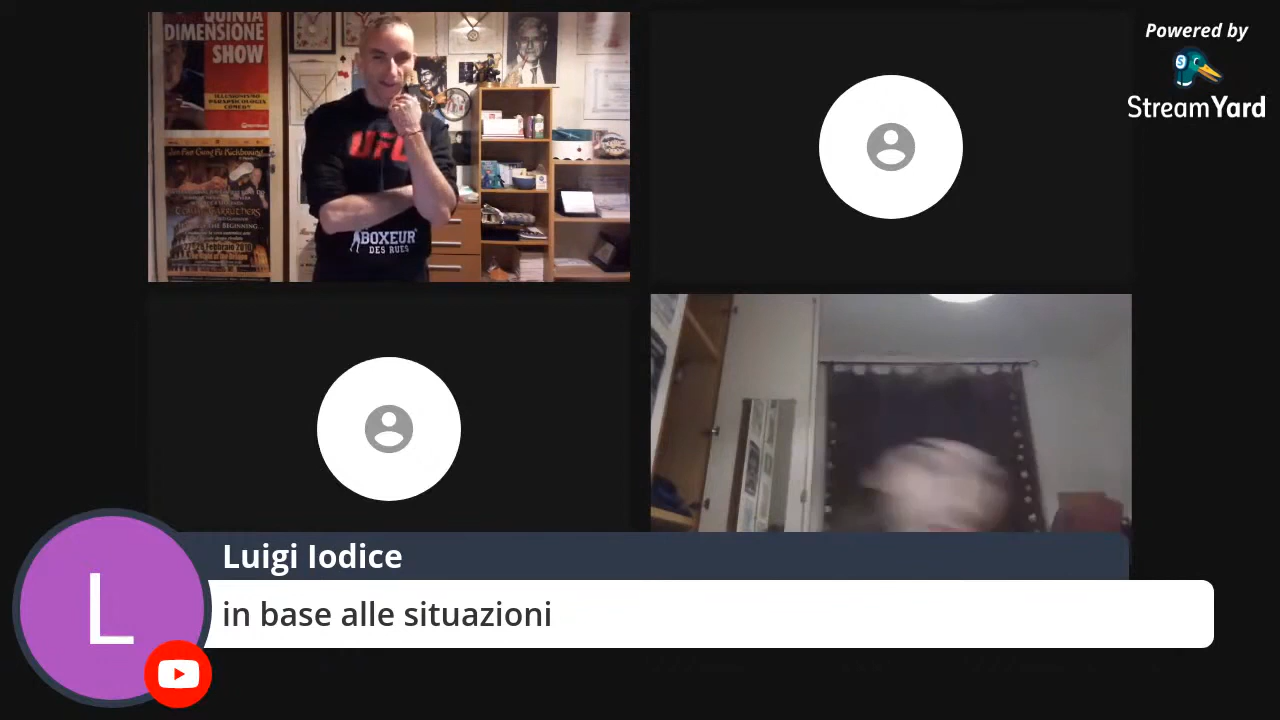 QUINTA
DIMENSIONE
SHOW
Powered by
StreamYard
UFC
BOXEUR
DES RUES
Luigi Iodice
L
in base alle situazioni